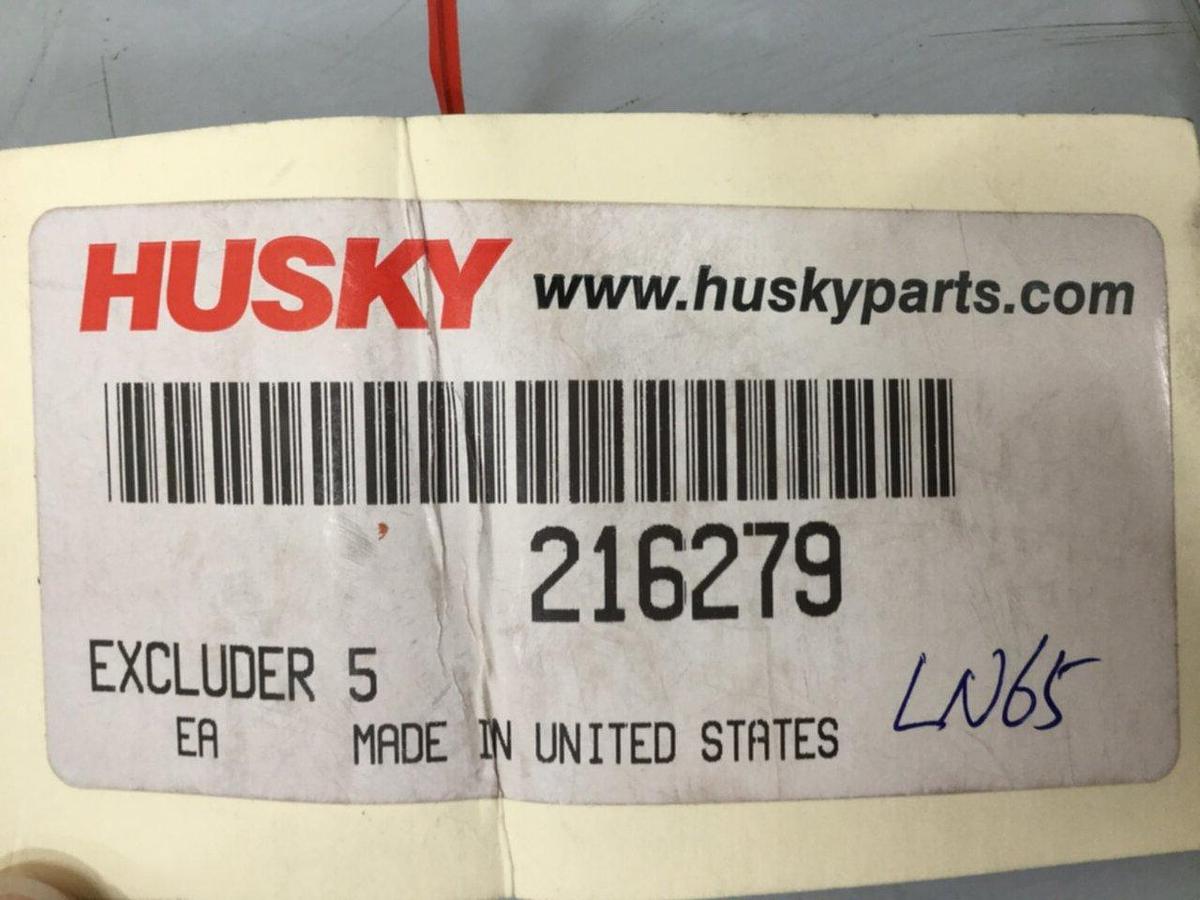 HUSKY www.huskyparts.com
216279
EXCLUDER 5
EA MADE IN UNITED STATES
LN65